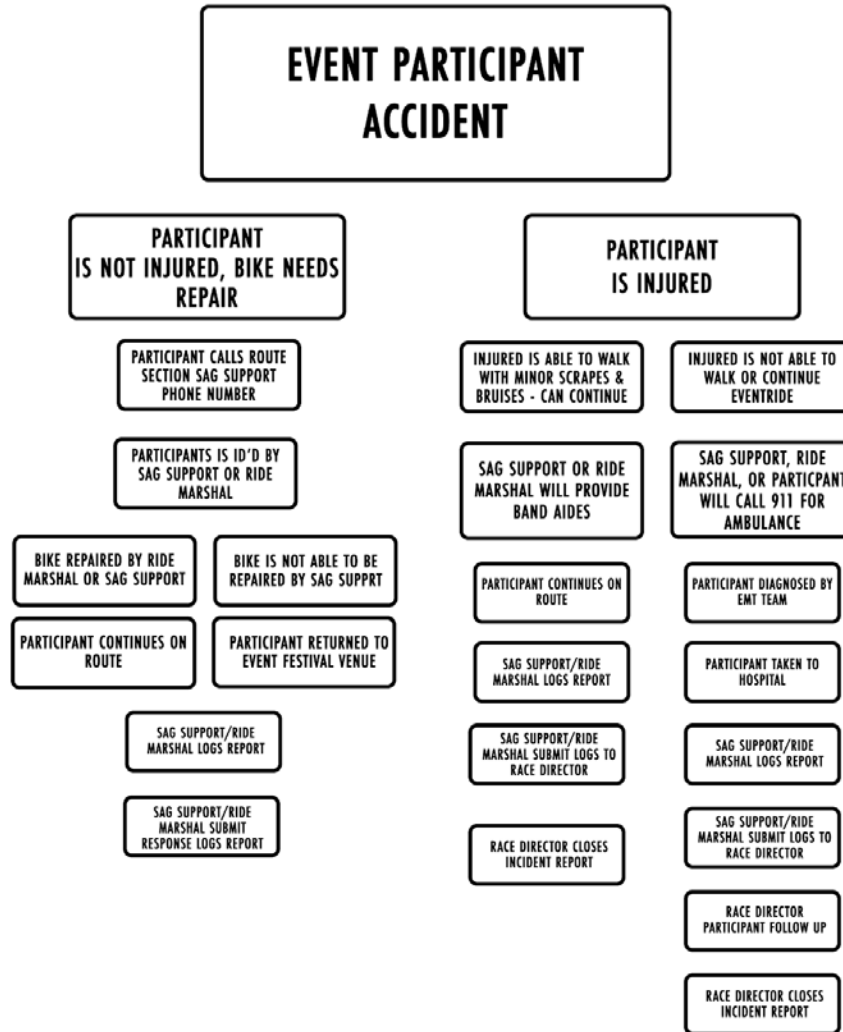 EVENT PARTICIPANT
ACCIDENT
PARTICIPANT
IS NOT INJURED, BIKE NEEDS
REPAIR
PARTICIPANT CALLS ROUTE
SECTION SAG SUPPORT
PHONE NUMBER
PARTICIPANTS IS ID'D BY
SAG SUPPORT OR RIDE
MARSHAL
BIKE REPAIRED BY RIDE
MARSHAL OR SAG SUPPORT
BIKE IS NOT ABLE TO BE
REPAIRED BY SAG SUPPRT
PARTICIPANT CONTINUES ON
ROUTE
PARTICIPANT RETURNED TO
EVENT FESTIVAL VENUE
SAG SUPPORT/RIDE
MARSHAL LOGS REPORT
SAG SUPPORT/RIDE
MARSHAL SUBMIT
RESPONSE LOGS REPORT
PARTICIPANT
IS INJURED
INJURED IS ABLE TO WALK
WITH MINOR SCRAPES &
BRUISES - CAN CONTINUE
SAG SUPPORT OR RIDE
MARSHAL WILL PROVIDE
BAND AIDES
PARTICIPANT CONTINUES ON
ROUTE
SAG SUPPORT/RIDE
MARSHAL LOGS REPORT
SAG SUPPORT/RIDE
MARSHAL SUBMIT LOGS TO
RACE DIRECTOR
RACE DIRECTOR CLOSES
INCIDENT REPORT
INJURED IS NOT ABLE TO
WALK OR CONTINUE
EVENTRIDE
SAG SUPPORT, RIDE
MARSHAL, OR PARTICPANT
WILL CALL 911 FOR
AMBULANCE
PARTICIPANT DIAGNOSED BY
EMT TEAM
PARTICIPANT TAKEN TO
HOSPITAL
SAG SUPPORT/RIDE
MARSHAL LOGS REPORT
SAG SUPPORT/RIDE
MARSHAL SUBMIT LOGS TO
RACE DIRECTOR
RACE DIRECTOR
PARTICIPANT FOLLOW UP
RACE DIRECTOR CLOSES
INCIDENT REPORT